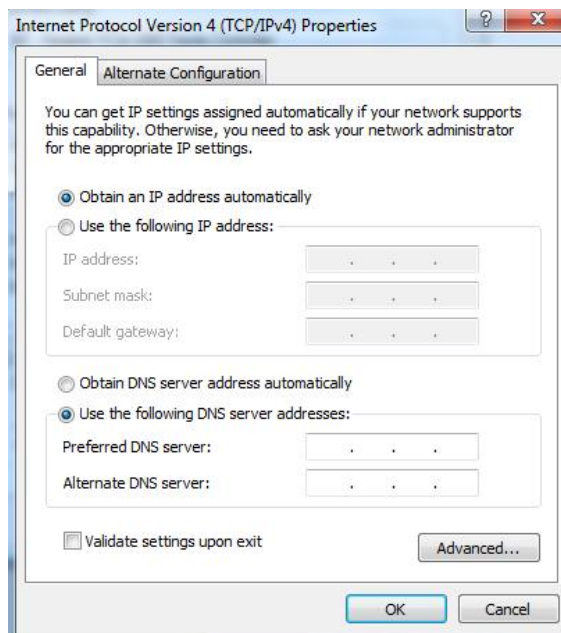 Internet Protocol Version 4 (TCP/IPv4) Properties
General
Alternate Configuration
You can get IP settings assigned automatically if your network supports
this capability. Otherwise, you need to ask your network administrator
for the appropriate IP settings.
Obtain an IP address automatically
Use the following IP address:
IP address:
Subnet mask:
Default gateway:
Obtain DNS server address automatically
Use the following DNS server addresses:
Preferred DNS server:
Alternate DNS server:
Validate settings upon exit
Advanced...
OK
Cancel